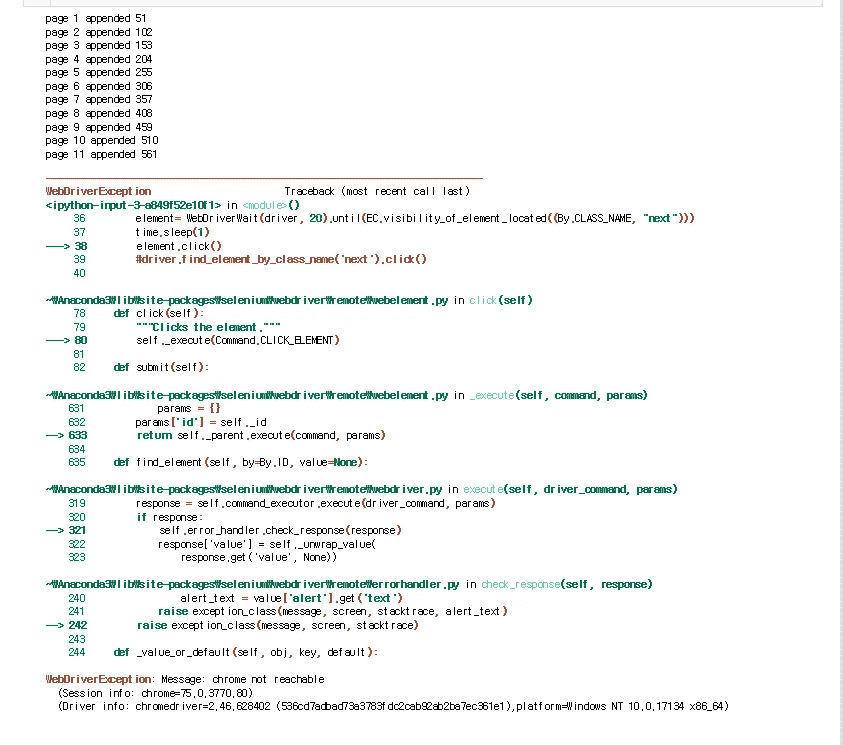 page 1 appended 51
page 2 appended 102
page 3 appended 153
page 4 appended 204
page 5 appended 255
page 6 appended 306
page 7 appended 357
page 8 appended 408
page 9 appended 459
page 10 appended 510
page 11 appended 561
WebDriverException Traceback (most recent call last)
<ipython-input-3-a849f52e10f1> in <module>()
36 element= WebDriverWait(driver, 20).until(EC.visibility_of_element_located((By.CLASS_NAME, "next")))
37 time.sleep(1)
---> 38 element.click()
39 #driver.find_element_by_class_name('next').click()
40
~₩Anaconda3₩lib₩site-packages₩selenium₩webdriver₩remote₩webelement.py in click(self)
78 def click(self):
79 """Clicks the element."""
---> 80 self._execute(Command.CLICK_ELEMENT)
81
82 def submit(self):
~₩Anaconda3₩lib₩site-packages₩selenium₩webdriver₩remote₩webelement.py in _execute(self, command, params)
631 params = {}
632 params['id'] = self._id
--> 633 return self._parent.execute(command, params)
634
635 def find_element(self, by=By.ID, value=None):
~₩Anaconda3₩lib₩site-packages₩selenium₩webdriver₩remote₩webdriver.py in execute(self, driver_command, params)
319 response = self.command_executor.execute(driver_command, params)
320 if response:
--> 321 self.error_handler.check_response(response)
322 response['value'] = self._unwrap_value(
323 response.get('value', None))
~₩Anaconda3₩lib₩site-packages₩selenium₩webdriver₩remote₩errorhandler.py in check_response(self, response)
240 alert_text = value['alert'].get('text')
241 raise exception_class(message, screen, stacktrace, alert_text)
--> 242 raise exception_class(message, screen, stacktrace)
243
244 def _value_or_default(self, obj, key, default):
WebDriverException: Message: chrome not reachable
(Session info: chrome=75.0.3770.80)
(Driver info: chromedriver=2.46.628402 (536cd7adbad73a3783fdc2cab92ab2ba7ec361e1),platform=Windows NT 10.0.17134 x86_64)